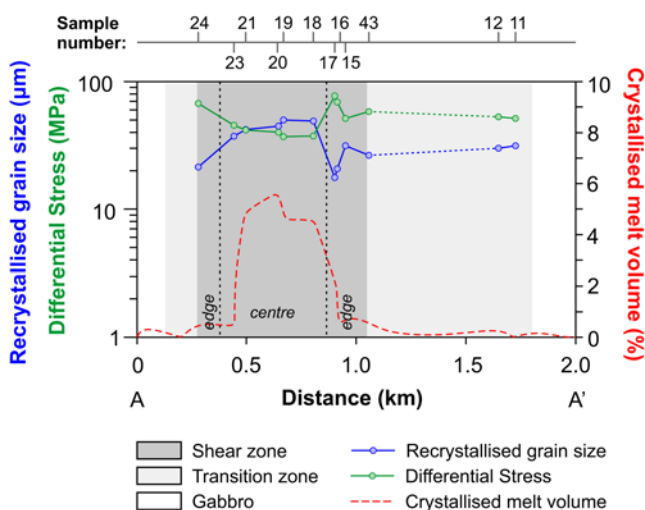 Sample number:
24 21 19 18 16 43 12 11
23 20 17 15
Recrystallised grain size (μm)
Differential Stress (MPa)
100
10
1
Crystallised melt volume (%)
10
8
6
4
2
0
edge
centre
edge
0 0.5 1.0 1.5 2.0
A Distance (km) A'
Shear zone
Transition zone
Gabbro
Recrystallised grain size
Differential Stress
Crystallised melt volume